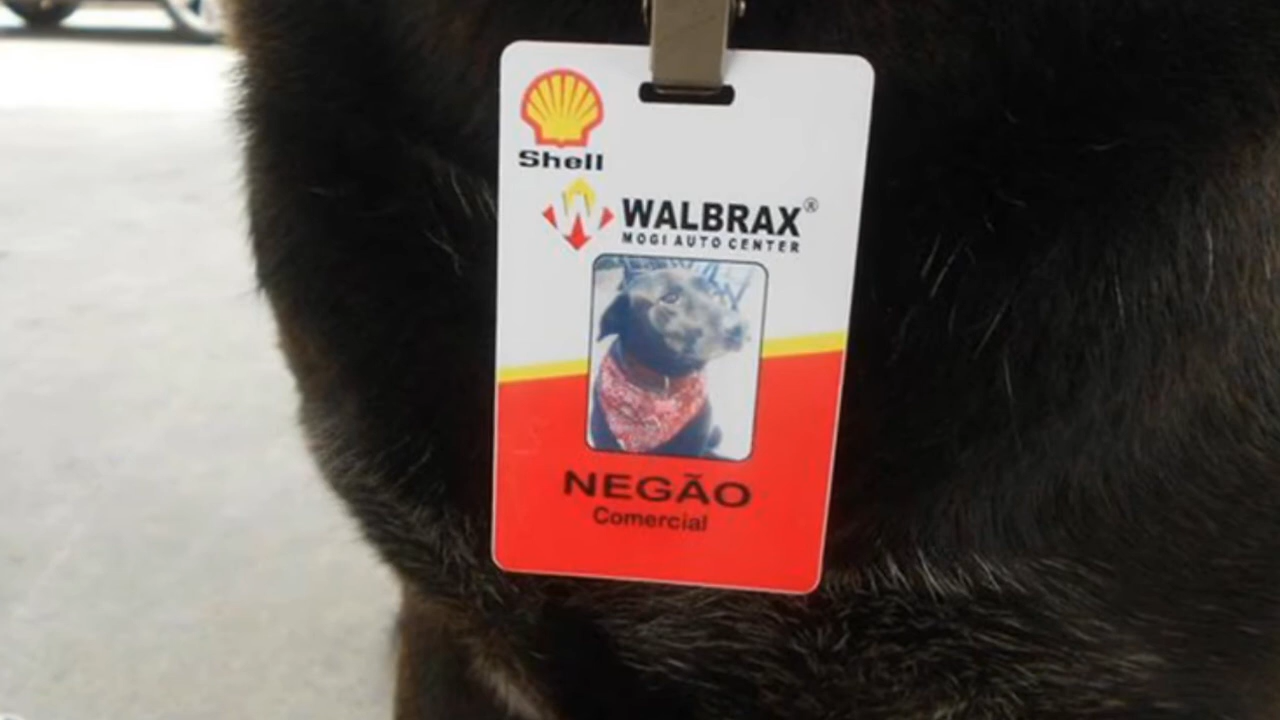 Shell
WALBRAX®
MOGI AUTO CENTER
NEGÃO
Comercial